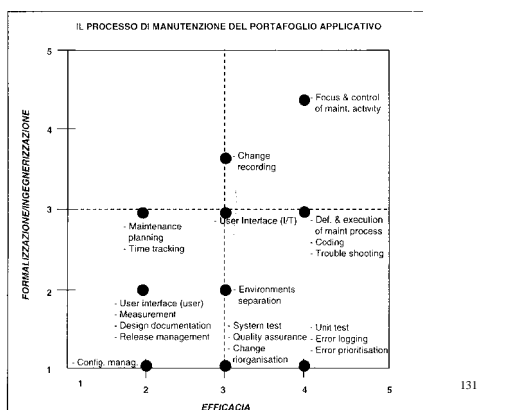 IL PROCESSO DI MANUTENZIONE DEL PORTAFOGLIO APPLICATIVO
5
- Focus & control
of maint. activity
4
- Change
recording
FORMALIZZAZIONE/INGEGNERIZZAZIONE
3
- Maintenance
planning
- Time tracking
- User Interface (I/T)
- Def. & execution
of maint process
- Coding
- Trouble shooting
2
- User interface (user)
- Measurement
- Design documentation
- Release management
- Environments
separation
- System test
- Quality assurance
- Change
riorganisation
- Unit test
- Error logging
- Error prioritisation
- Config. manag.
1
1
2
3
4
5
EFFICACIA
131